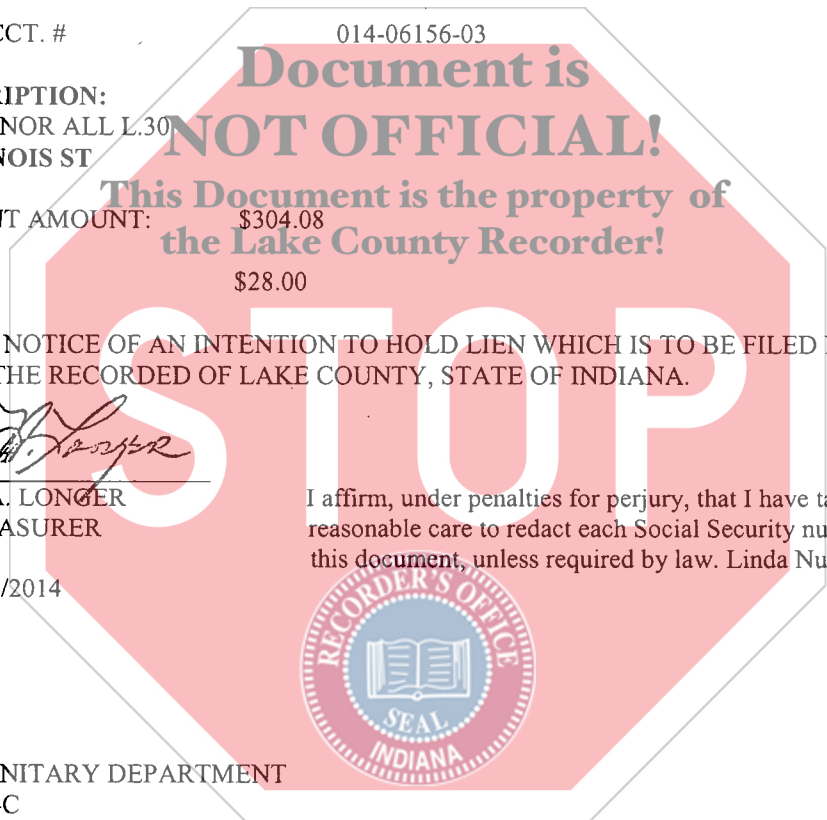 CCT. # 014-06156-03
Document is
RIPTION:
NOR ALL L.30
NOT OFFICIAL!
NOIS ST
This Document is the property of
NT AMOUNT: $304.08
the Lake County Recorder!
$28.00
STOP
NOTICE OF AN INTENTION TO HOLD LIEN WHICH IS TO BE FILED
THE RECORDED OF LAKE COUNTY, STATE OF INDIANA.
A. LONGER
I affirm, under penalties for perjury, that I have ta
ASURER
reasonable care to redact each Social Security nu
this document, unless required by law. Linda Nu
/2014
RECORDER'S OFFICE
SEAL
INDIANA
NITARY DEPARTMENT
-C